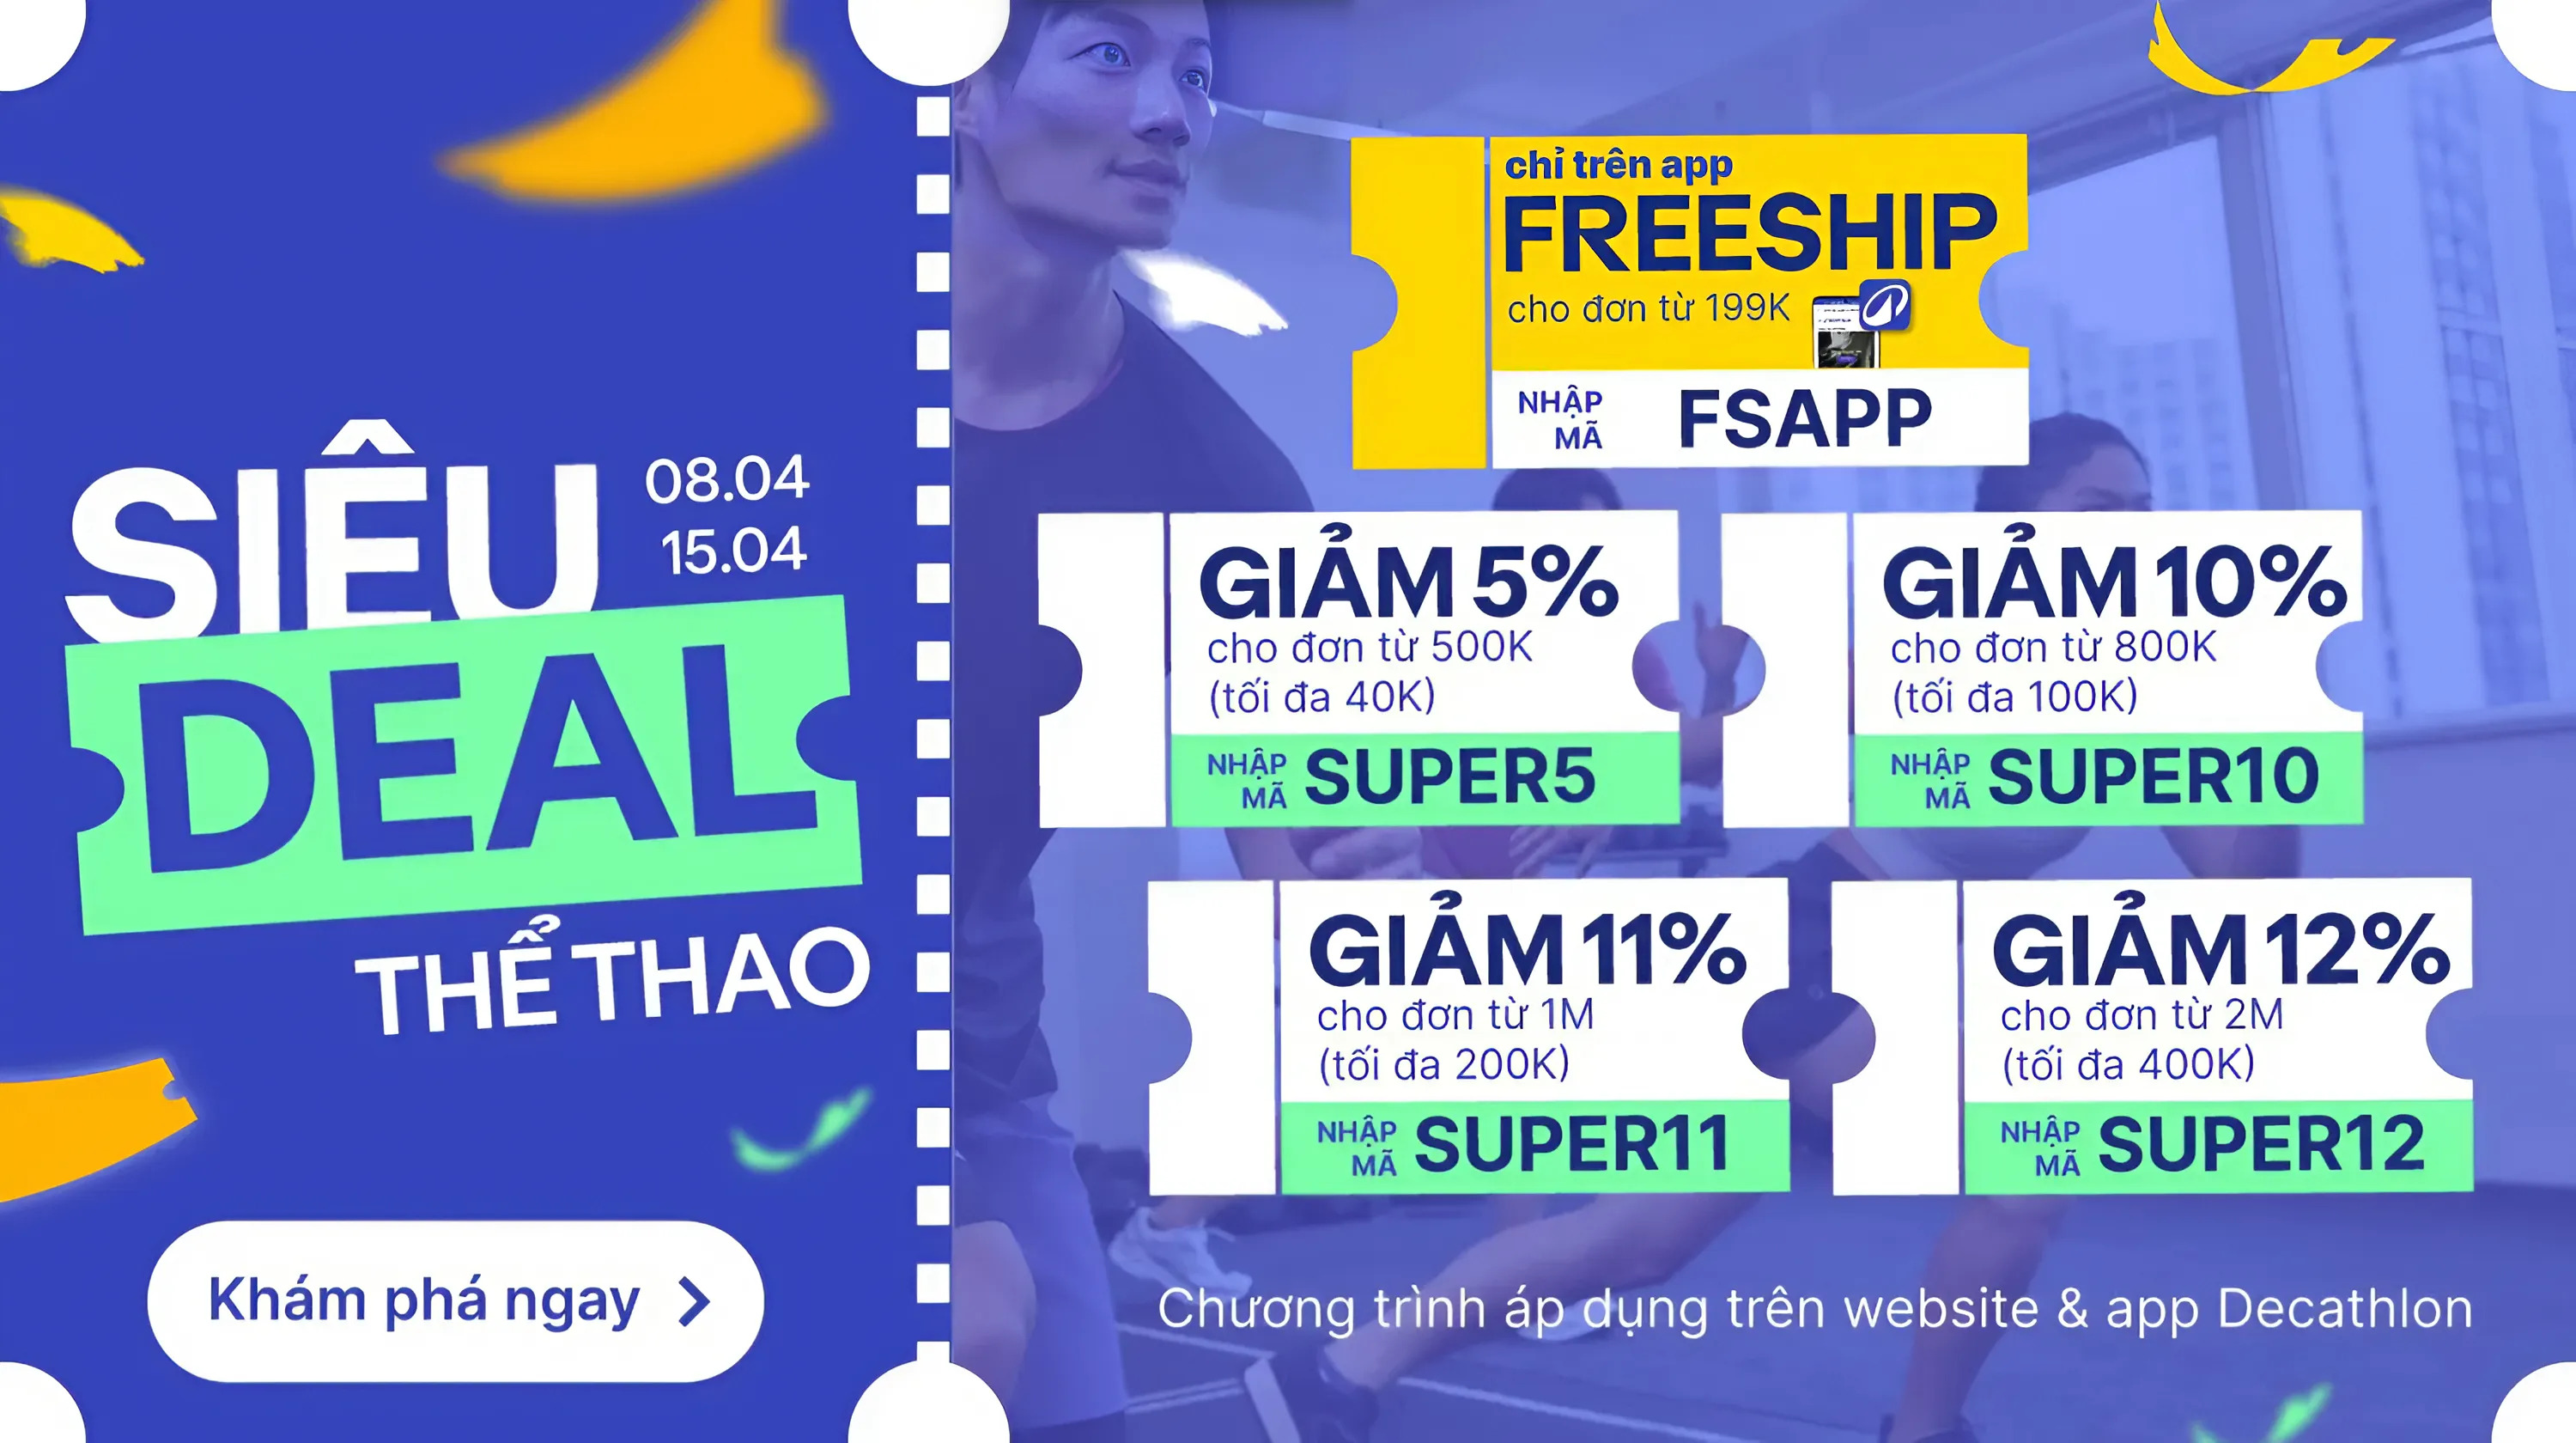 SIÊU
08.04
15.04
DEAL
THỂ THAO
Khám phá ngay
chỉ trên app
FREESHIP
cho đơn từ 199K
NHẬP
MÃ
FSAPP
GIẢM 5%
cho đơn từ 500K
(tối đa 40K)
NHẬP
MÃ
SUPER5
GIẢM 10%
cho đơn từ 800K
(tối đa 100K)
NHẬP
MÃ
SUPER10
GIẢM 11%
cho đơn từ 1M
(tối đa 200K)
NHẬP
MÃ
SUPER11
GIẢM 12%
cho đơn từ 2M
(tối đa 400K)
NHẬP
MÃ
SUPER12
Chương trình áp dụng trên website & app Decathlon